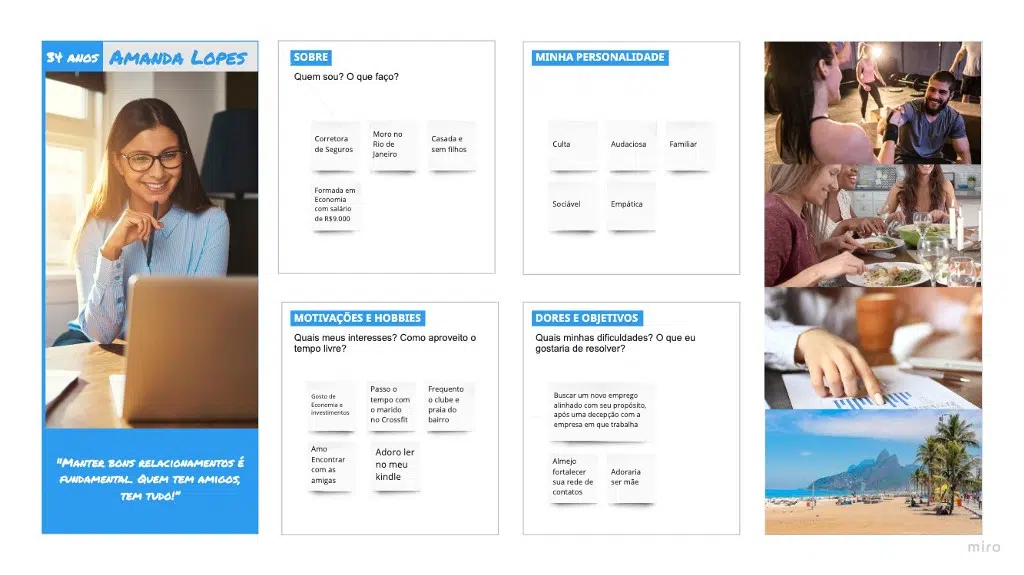 34 ANOS
AMANDA LOPES
"MANTER BONS RELACIONAMENTOS É
FUNDAMENTAL. QUEM TEM AMIGOS,
TEM TUDO!"
SOBRE
Quem sou? O que faço?
Corretora
de Seguros
Moro no
Rio de
Janeiro
Casada e
sem filhos
Formada em
Economia
com salário
de R$9.000
MINHA PERSONALIDADE
Culta
Audaciosa
Familiar
Sociável
Empática
MOTIVAÇÕES E HOBBIES
Quais meus interesses? Como aproveito o
tempo livre?
Gosto de
Economia e
investimentos
Passo o
tempo com
o marido
no Crossfit
Frequento
o clube e
praia do
bairro
Amo
Encontrar
com as
amigas
Adoro ler
no meu
kindle
DORES E OBJETIVOS
Quais minhas dificuldades? O que eu
gostaria de resolver?
Buscar um novo emprego
alinhado com seu propósito,
após uma decepção com a
empresa em que trabalha
Almejo
fortalecer
sua rede de
contatos
Adoraria
ser mãe
miro